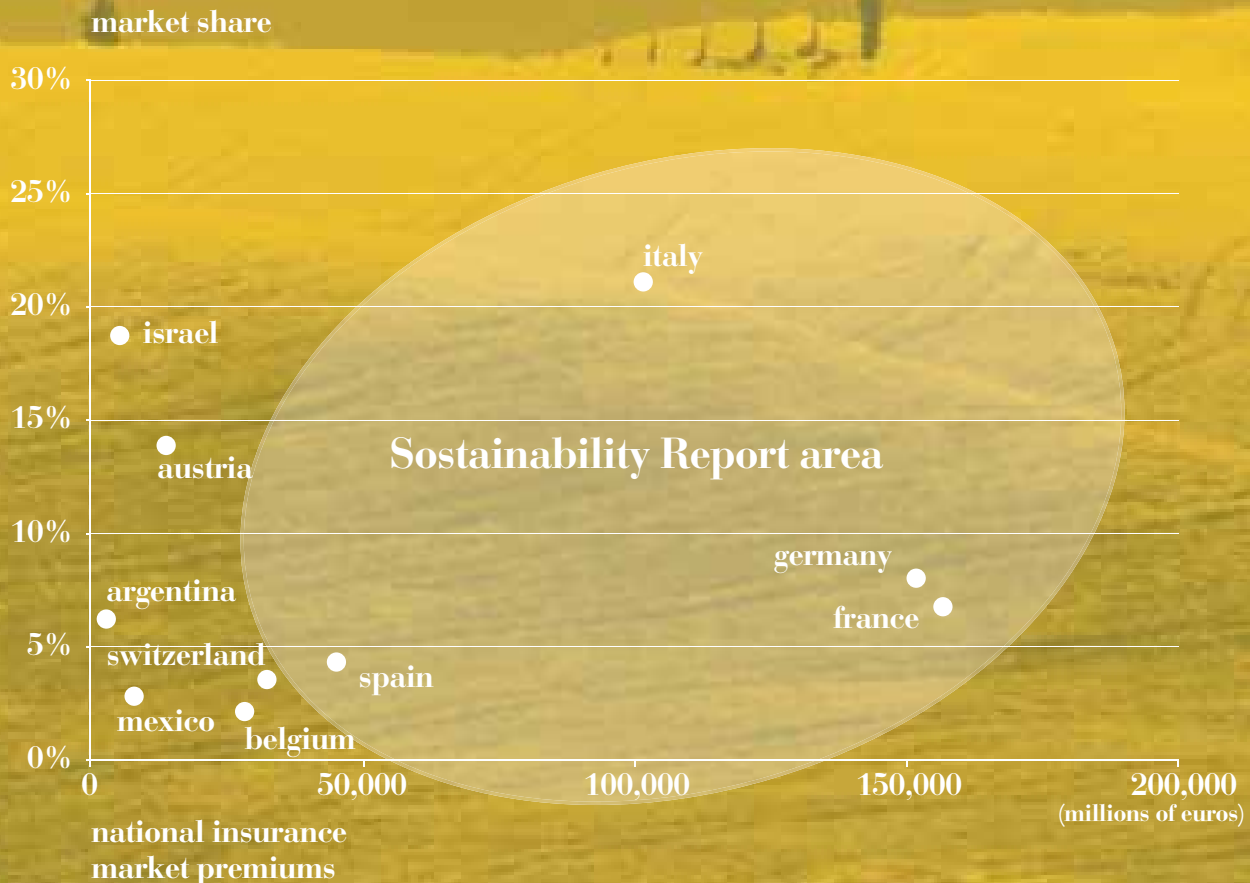 market share
30%
25%
italy
20%
israel
15%
Sostainability Report area
austria
10%
germany
argentina
france
5%
switzerland
spain
mexico
belgium
0%
0
50,000
100,000
150,000
200,000
(millions of euros)
national insurance
market premiums